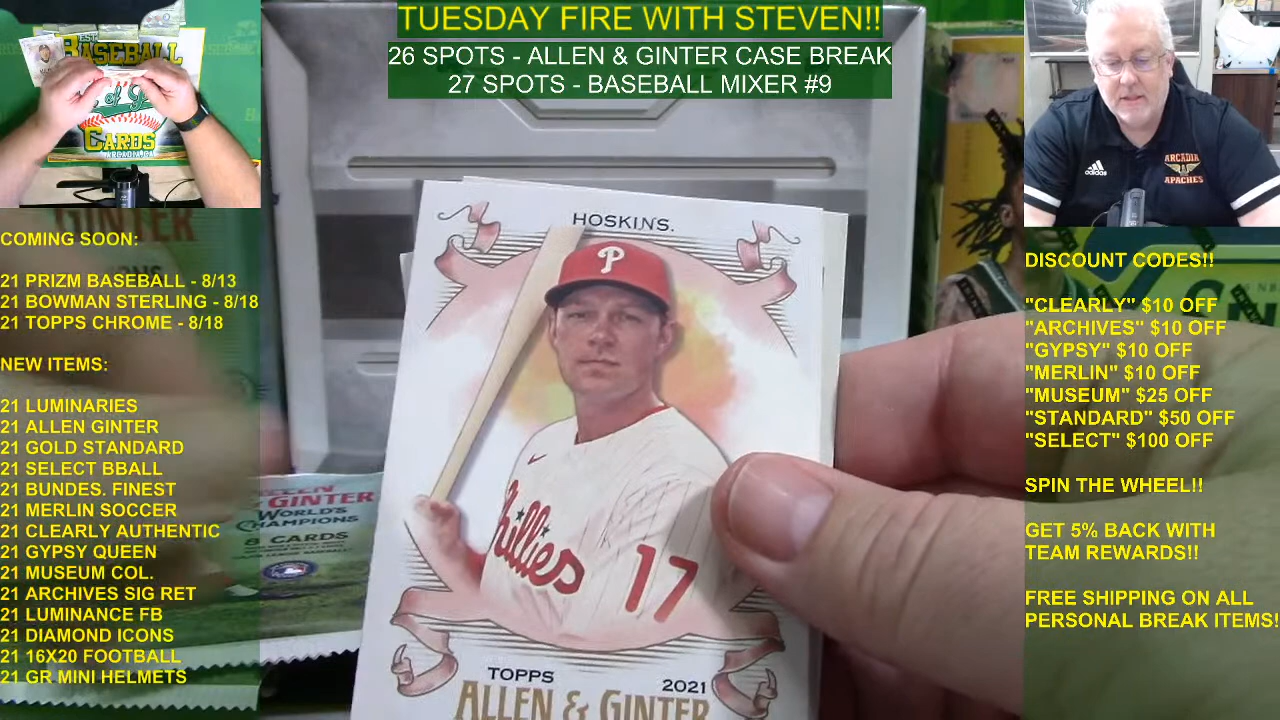 TUESDAY FIRE WITH STEVEN!!
26 SPOTS - ALLEN & GINTER CASE BREAK
27 SPOTS - BASEBALL MIXER #9
BASEBALL
CARDS
GINTER
COMING SOON:
21 PRIZM BASEBALL - 8/13
21 BOWMAN STERLING - 8/18
21 TOPPS CHROME - 8/18
NEW ITEMS:
21 LUMINARIES
21 ALLEN GINTER
21 GOLD STANDARD
21 SELECT BBALL
21 BUNDES. FINEST
21 MERLIN SOCCER
21 CLEARLY AUTHENTIC
21 GYPSY QUEEN
21 MUSEUM COL.
21 ARCHIVES SIG RET
21 LUMINANCE FB
21 DIAMOND ICONS
21 16X20 FOOTBALL
21 GR MINI HELMETS
HOSKINS.
P
Phillies
17
TOPPS 2021
ALLEN & GINTER
GINTER
WORLD'S
CHAMPIONS
8 CARDS
adidas
ARCADIA
APACHES
DISCOUNT CODES!!
"CLEARLY" $10 OFF
"ARCHIVES" $10 OFF
"GYPSY" $10 OFF
"MERLIN" $10 OFF
"MUSEUM" $25 OFF
"STANDARD" $50 OFF
"SELECT" $100 OFF
SPIN THE WHEEL!!
GET 5% BACK WITH
TEAM REWARDS!!
FREE SHIPPING ON ALL
PERSONAL BREAK ITEMS!